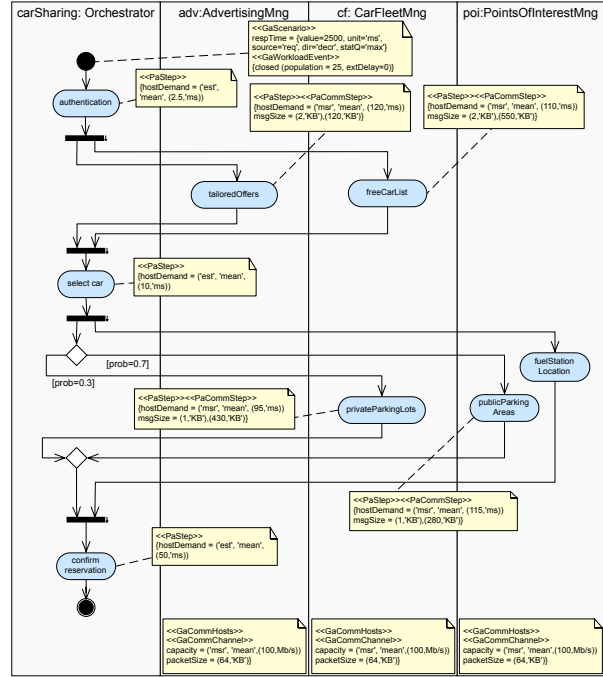 carSharing: Orchestrator
adv:AdvertisingMng
cf: CarFleetMng
poi:PointsOfInterestMng
<<GaScenario>>
respTime = {value=2500, unit='ms',
source='req', dir='decr', statQ='max'}
<<GaWorkloadEvent>>
{closed (population = 25, extDelay=0)}
<<PaStep>>
{hostDemand = ('est',
'mean', (2.5,'ms))
authentication
<<PaStep>><<PaCommStep>>
{hostDemand = ('msr', 'mean', (120,'ms))
msgSize = (2,'KB'),(120,'KB')}
<<PaStep>><<PaCommStep>>
{hostDemand = ('msr', 'mean', (110,'ms))
msgSize = (2,'KB'),(550,'KB')}
tailoredOffers
freeCarList
<<PaStep>>
{hostDemand = ('est', 'mean',
(10,'ms))
select car
[prob=0.7]
[prob=0.3]
fuelStation
Location
<<PaStep>><<PaCommStep>>
{hostDemand = ('msr', 'mean', (95,'ms))
msgSize = (1,'KB'),(430,'KB')}
privateParkingLots
publicParking
Areas
<<PaStep>><<PaCommStep>>
{hostDemand = ('msr', 'mean', (115,'ms))
msgSize = (1,'KB'),(280,'KB')}
<<PaStep>>
{hostDemand = ('est', 'mean',
(50,'ms))
confirm
reservation
<<GaCommHosts>>
<<GaCommChannel>>
capacity = ('msr', 'mean',(100,Mb/s))
packetSize = (64,'KB')}
<<GaCommHosts>>
<<GaCommChannel>>
capacity = ('msr', 'mean',(100,Mb/s))
packetSize = (64,'KB')}
<<GaCommHosts>>
<<GaCommChannel>>
capacity = ('msr', 'mean',(100,Mb/s))
packetSize = (64,'KB')}